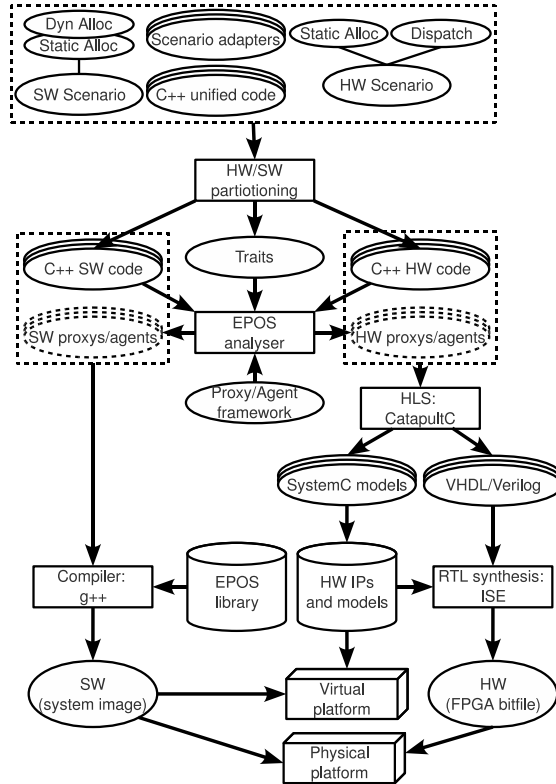 Dyn Alloc
Static Alloc
SW Scenario
Scenario adapters
C++ unified code
Static Alloc
Dispatch
HW Scenario
HW/SW
partiotioning
C++ SW code
Traits
C++ HW code
SW proxys/agents
EPOS
analyser
HW proxys/agents
Proxy/Agent
framework
HLS:
CatapultC
SystemC models
VHDL/Verilog
Compiler:
g++
EPOS
library
HW IPs
and models
RTL synthesis:
ISE
SW
(system image)
Virtual
platform
HW
(FPGA bitfile)
Physical
platform